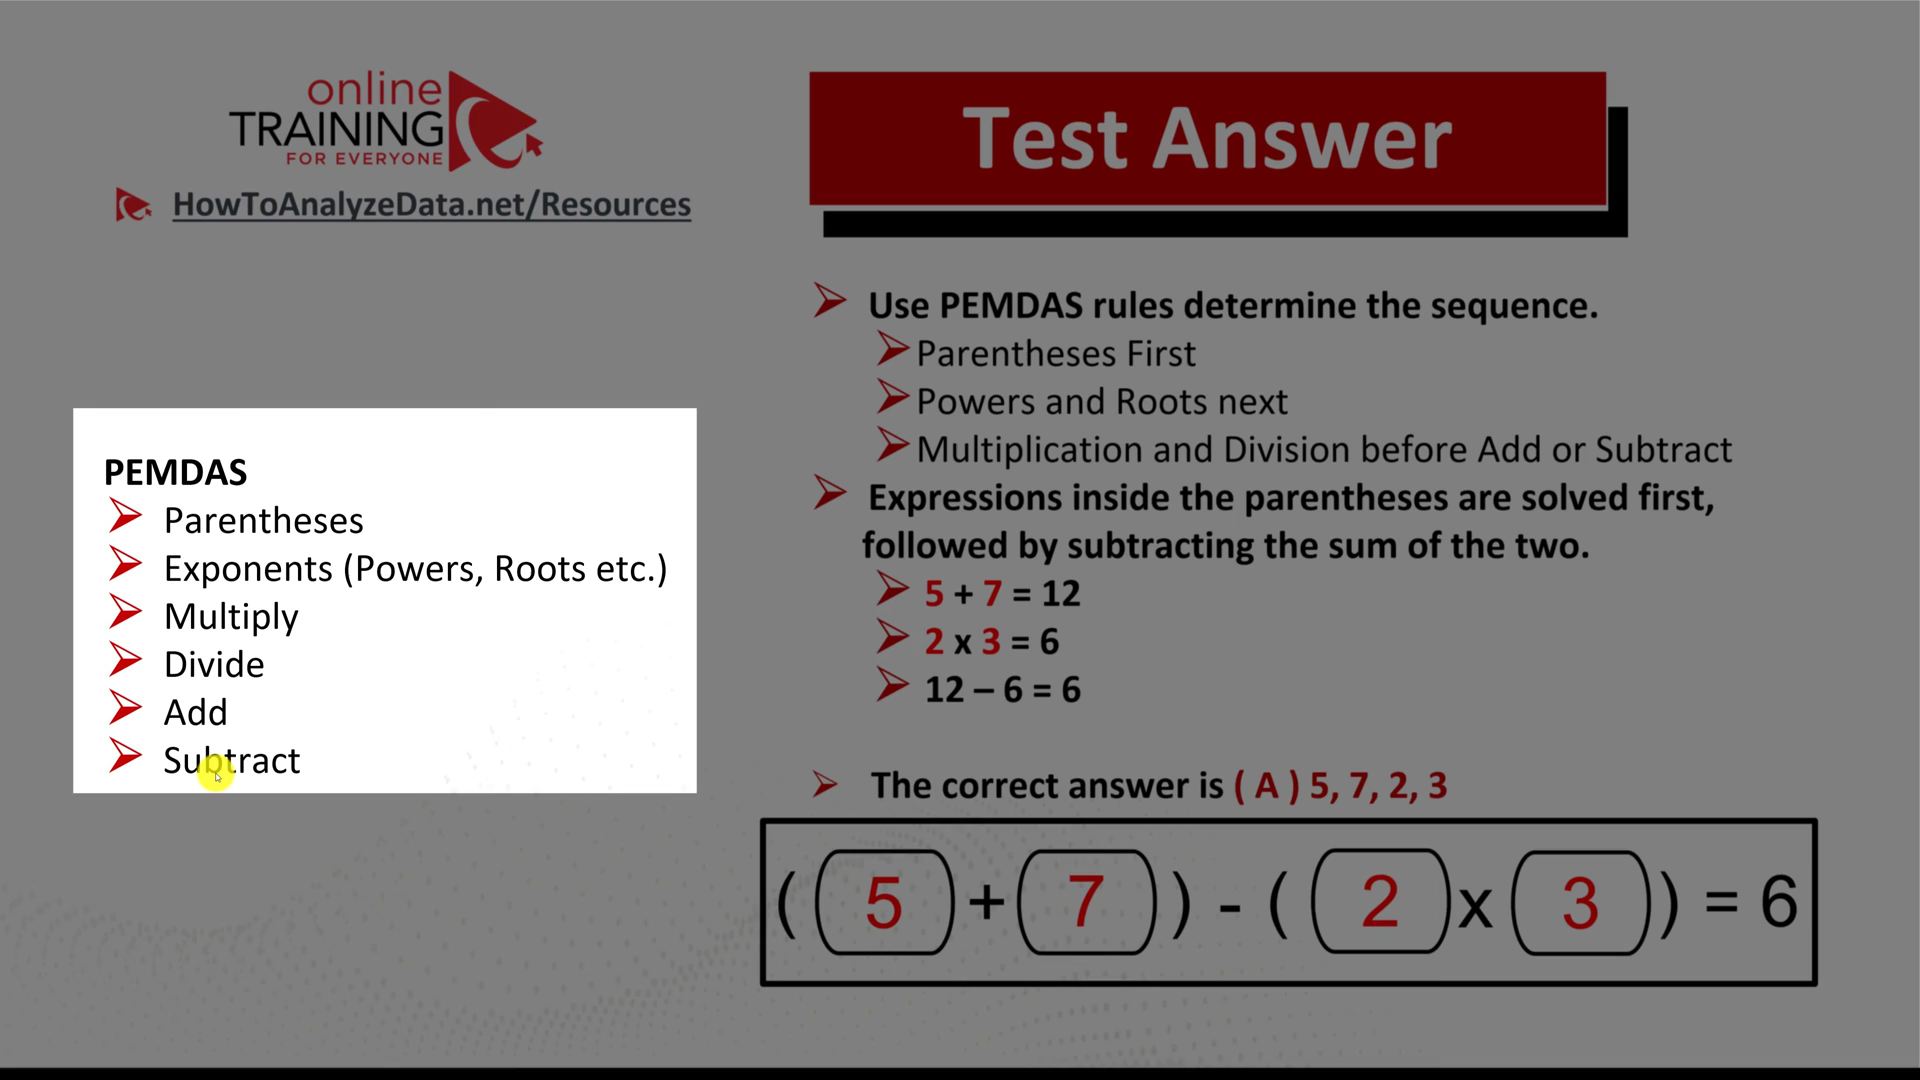 online
TRAINING
FOR EVERYONE
HowToAnalyzeData.net/Resources
PEMDAS
Parentheses
Exponents (Powers, Roots etc.)
Multiply
Divide
Add
Subtract
Test Answer
Use PEMDAS rules determine the sequence.
Parentheses First
Powers and Roots next
Multiplication and Division before Add or Subtract
Expressions inside the parentheses are solved first,
followed by subtracting the sum of the two.
5 + 7 = 12
2 x 3 = 6
12 – 6 = 6
The correct answer is ( A ) 5, 7, 2, 3
( 5 + 7 ) - ( 2 x 3 ) = 6